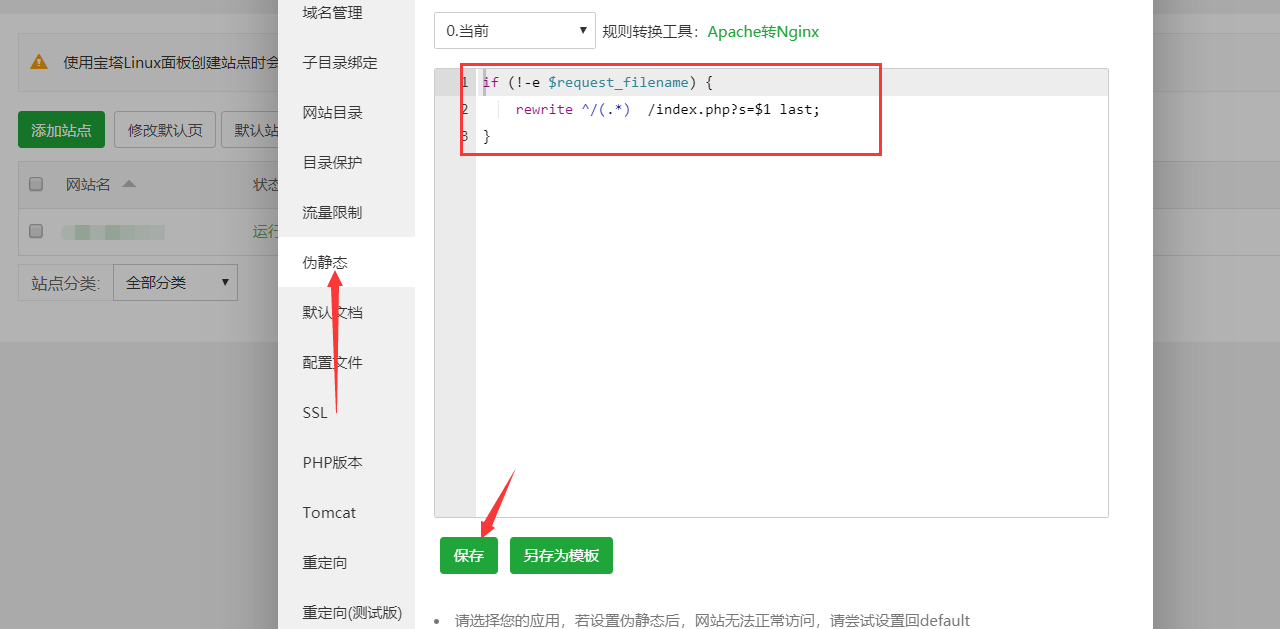 使用宝塔Linux面板创建站点时会
添加站点
修改默认页
默认站
网站名
状态
运行
站点分类:
全部分类
域名管理
子目录绑定
网站目录
目录保护
流量限制
伪静态
默认文档
配置文件
SSL
PHP版本
Tomcat
重定向
重定向(测试版)
0.当前
规则转换工具：Apache转Nginx
1 if (!-e $request_filename) {
2 rewrite ^/(.*)  /index.php?s=$1 last;
3 }
保存
另存为模板
请选择您的应用，若设置伪静态后，网站无法正常访问，请尝试设置回default